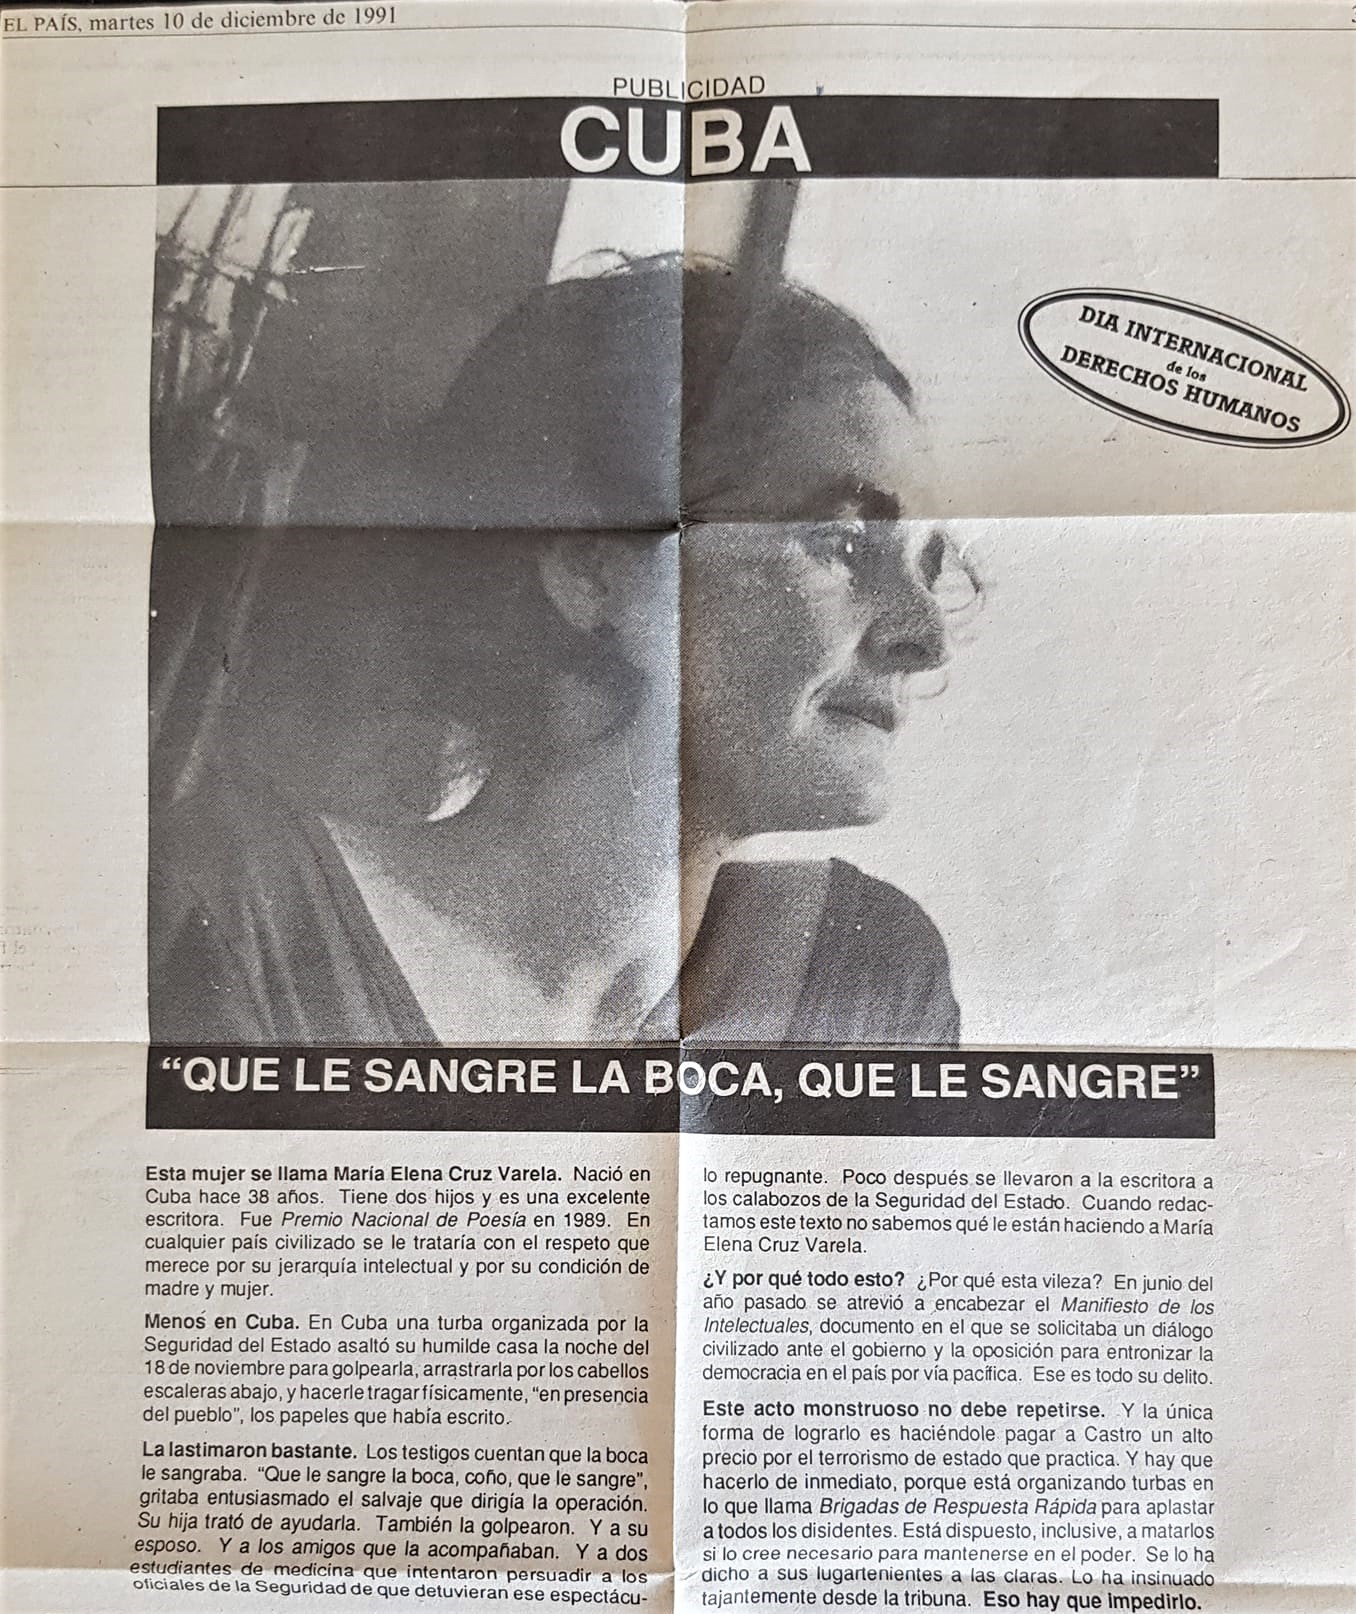 EL PAÍS, martes 10 de diciembre de 1991
PUBLICIDAD
CUBA
DIA INTERNACIONAL
de los
DERECHOS HUMANOS
“QUE LE SANGRE LA BOCA, QUE LE SANGRE”
Esta mujer se llama María Elena Cruz Varela. Nació en
Cuba hace 38 años. Tiene dos hijos y es una excelente
escritora. Fue Premio Nacional de Poesía en 1989. En
cualquier país civilizado se le trataría con el respeto que
merece por su jerarquía intelectual y por su condición de
madre y mujer.
Menos en Cuba. En Cuba una turba organizada por la
Seguridad del Estado asaltó su humilde casa la noche del
18 de noviembre para golpearla, arrastrarla por los cabellos
escaleras abajo, y hacerle tragar físicamente, “en presencia
del pueblo”, los papeles que había escrito.
La lastimaron bastante. Los testigos cuentan que la boca
le sangraba. “Que le sangre la boca, coño, que le sangre”,
gritaba entusiasmado el salvaje que dirigía la operación.
Su hija trató de ayudarla. También la golpearon. Y a su
esposo. Y a los amigos que la acompañaban. Y a dos
estudiantes de medicina que intentaron persuadir a los
oficiales de la Seguridad de que detuvieran ese espectácu-
lo repugnante. Poco después se llevaron a la escritora a
los calabozos de la Seguridad del Estado. Cuando redac-
tamos este texto no sabemos qué le están haciendo a María
Elena Cruz Varela.
¿Y por qué todo esto? ¿Por qué esta vileza? En junio del
año pasado se atrevió a encabezar el Manifiesto de los
Intelectuales, documento en el que se solicitaba un diálogo
civilizado ante el gobierno y la oposición para entronizar la
democracia en el país por vía pacífica. Ese es todo su delito.
Este acto monstruoso no debe repetirse. Y la única
forma de lograrlo es haciéndole pagar a Castro un alto
precio por el terrorismo de estado que practica. Y hay que
hacerlo de inmediato, porque está organizando turbas en
lo que llama Brigadas de Respuesta Rápida para aplastar
a todos los disidentes. Está dispuesto, inclusive, a matarlos
si lo cree necesario para mantenerse en el poder. Se lo ha
dicho a sus lugartenientes a las claras. Lo ha insinuado
tajantemente desde la tribuna. Eso hay que impedirlo.